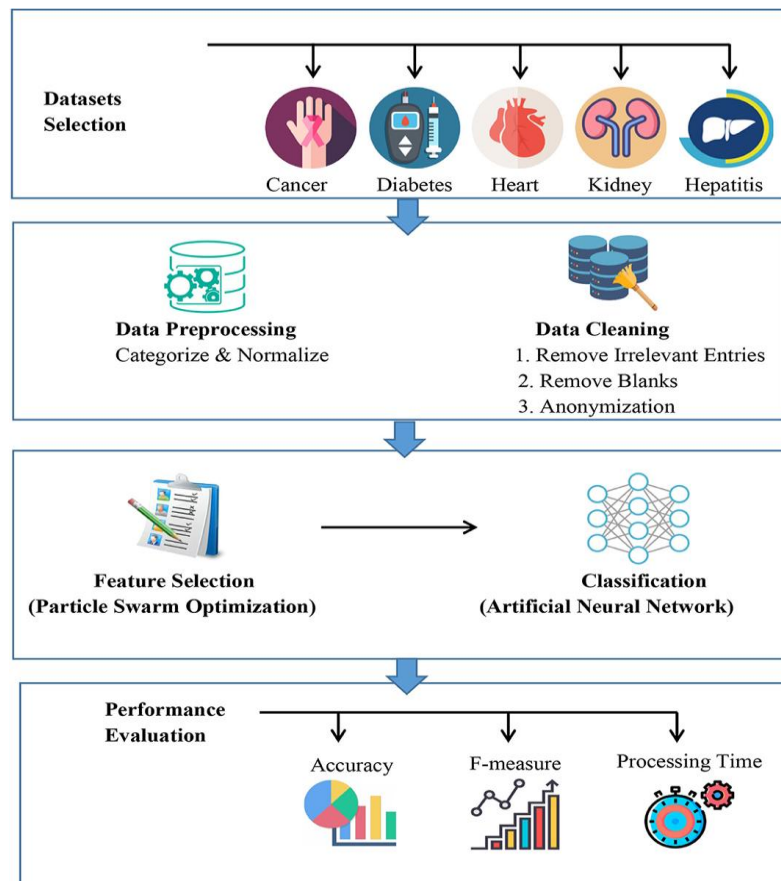 Datasets
Selection
Cancer
Diabetes
Heart
Kidney
Hepatitis
Data Preprocessing
Categorize & Normalize
Data Cleaning
1. Remove Irrelevant Entries
2. Remove Blanks
3. Anonymization
Feature Selection
(Particle Swarm Optimization)
Classification
(Artificial Neural Network)
Performance
Evaluation
Accuracy
F-measure
Processing Time